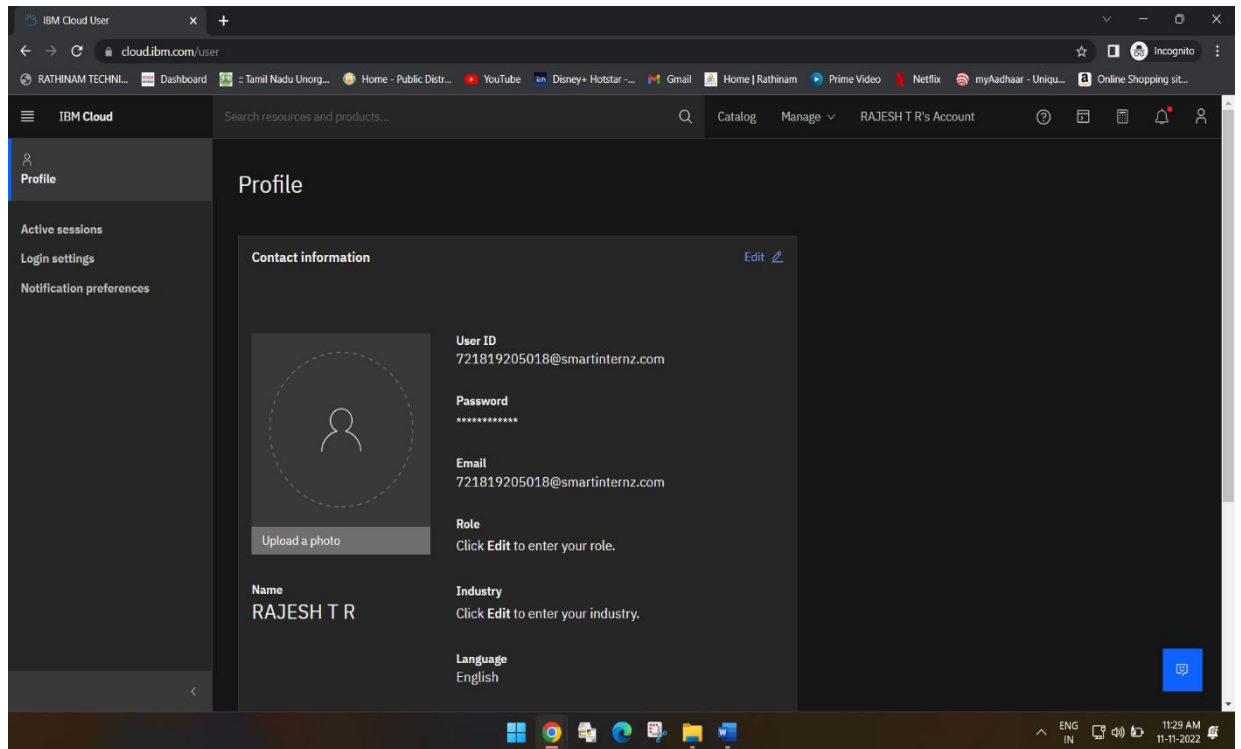 IBM Cloud User
cloud.ibm.com/user
Incognito
RATHINAM TECHNI... Dashboard :: Tamil Nadu Unorg... Home - Public Distr... YouTube Disney+ Hotstar -... Gmail Home | Rathinam Prime Video Netflix myAadhaar - Uniqu... Online Shopping sit...
IBM Cloud Search resources and products... Catalog Manage RAJESH T R's Account
Profile
Active sessions
Login settings
Notification preferences
Profile
Contact information Edit
Upload a photo
Name
RAJESH T R
User ID
721819205018@smartinternz.com
Password
************
Email
721819205018@smartinternz.com
Role
Click Edit to enter your role.
Industry
Click Edit to enter your industry.
Language
English
ENG
IN
11:29 AM
11-11-2022